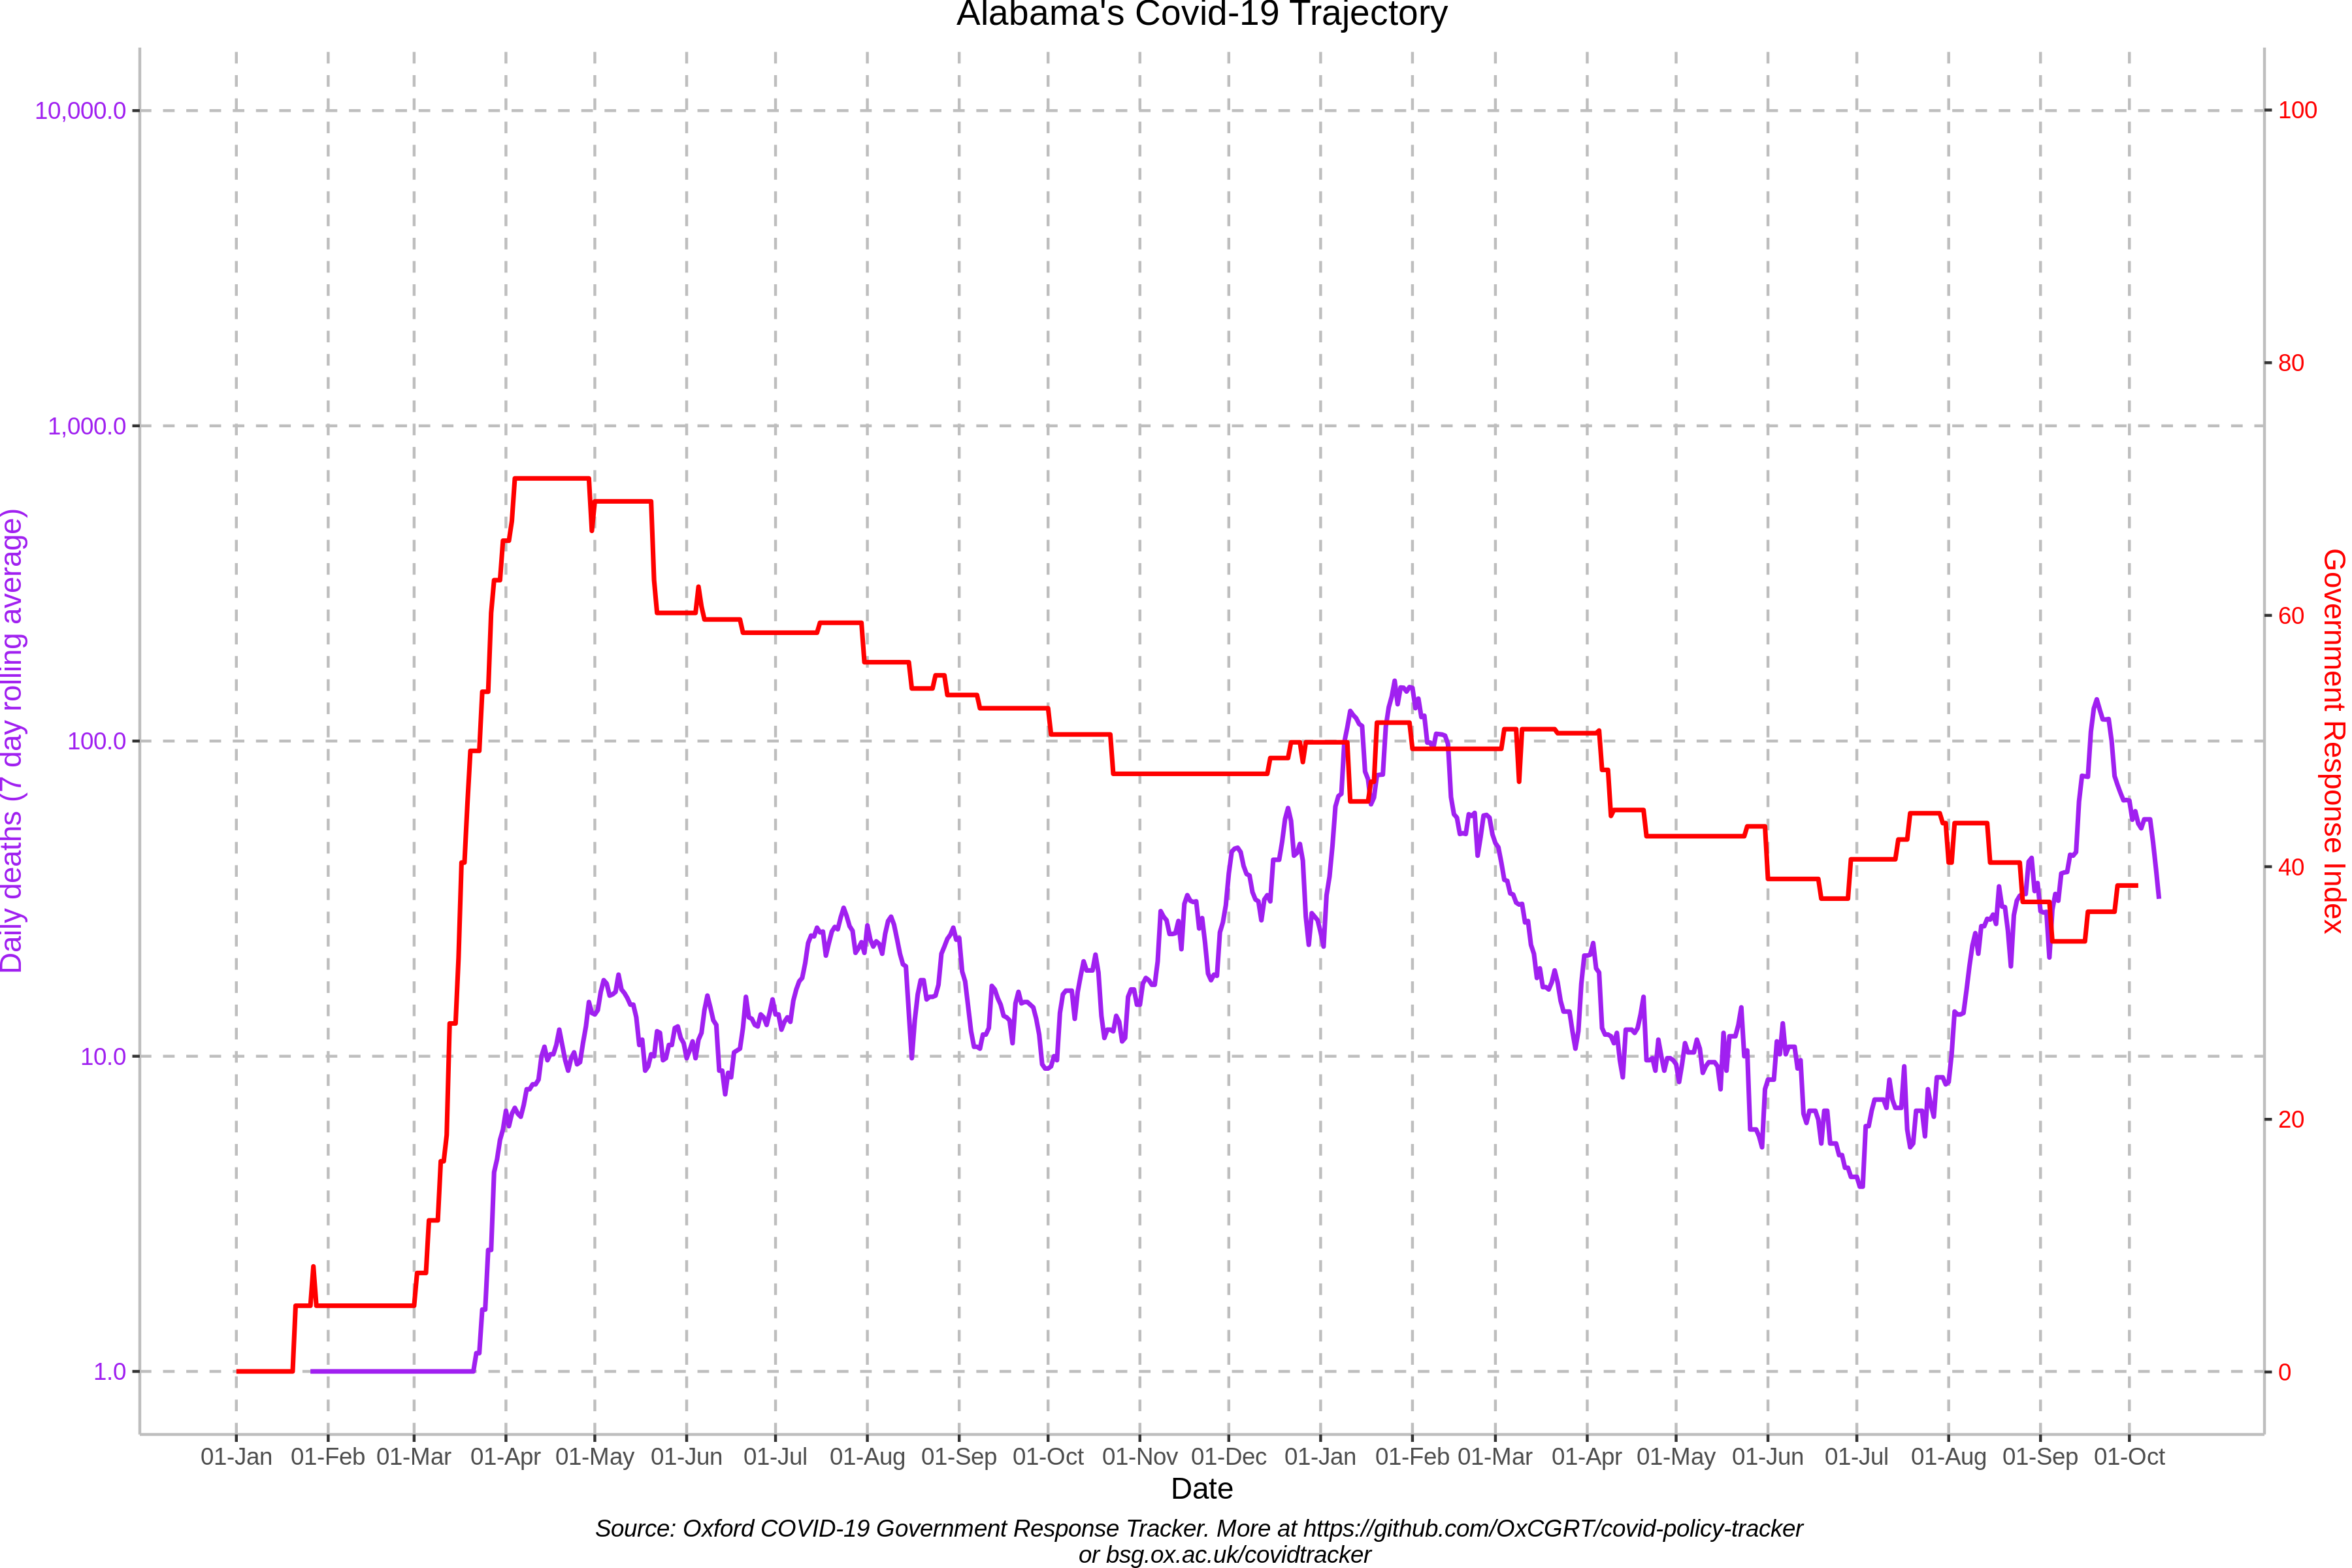 Alabama's Covid-19 Trajectory
10,000.0
1,000.0
100.0
10.0
1.0
Daily deaths (7 day rolling average)
100
80
60
40
20
0
Government Response Index
01-Jan 01-Feb 01-Mar 01-Apr 01-May 01-Jun 01-Jul 01-Aug 01-Sep 01-Oct 01-Nov 01-Dec 01-Jan 01-Feb 01-Mar 01-Apr 01-May 01-Jun 01-Jul 01-Aug 01-Sep 01-Oct
Date
Source: Oxford COVID-19 Government Response Tracker. More at https://github.com/OxCGRT/covid-policy-tracker
or bsg.ox.ac.uk/covidtracker